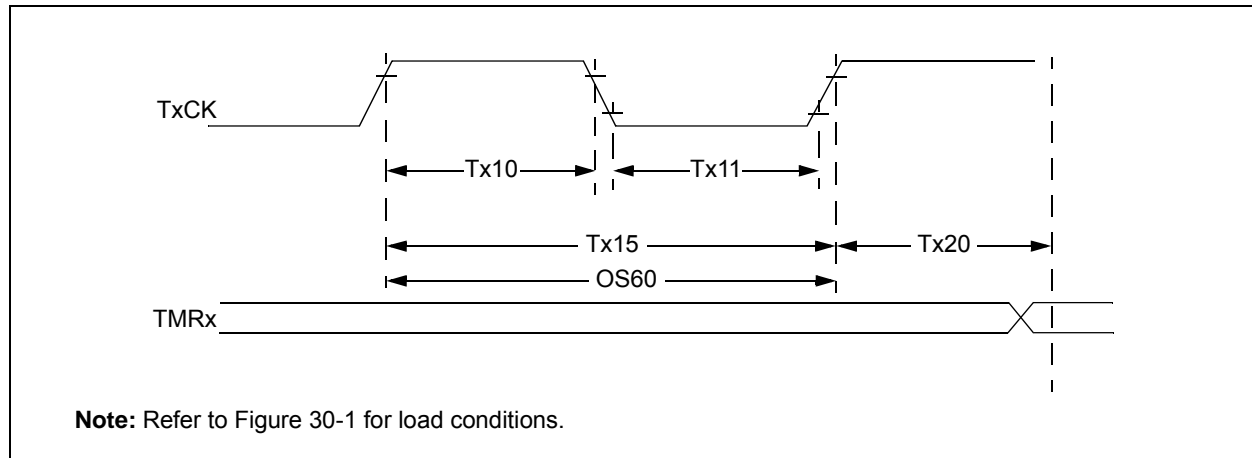 TxCK
Tx10
Tx11
Tx15
Tx20
OS60
TMRx
Note: Refer to Figure 30-1 for load conditions.